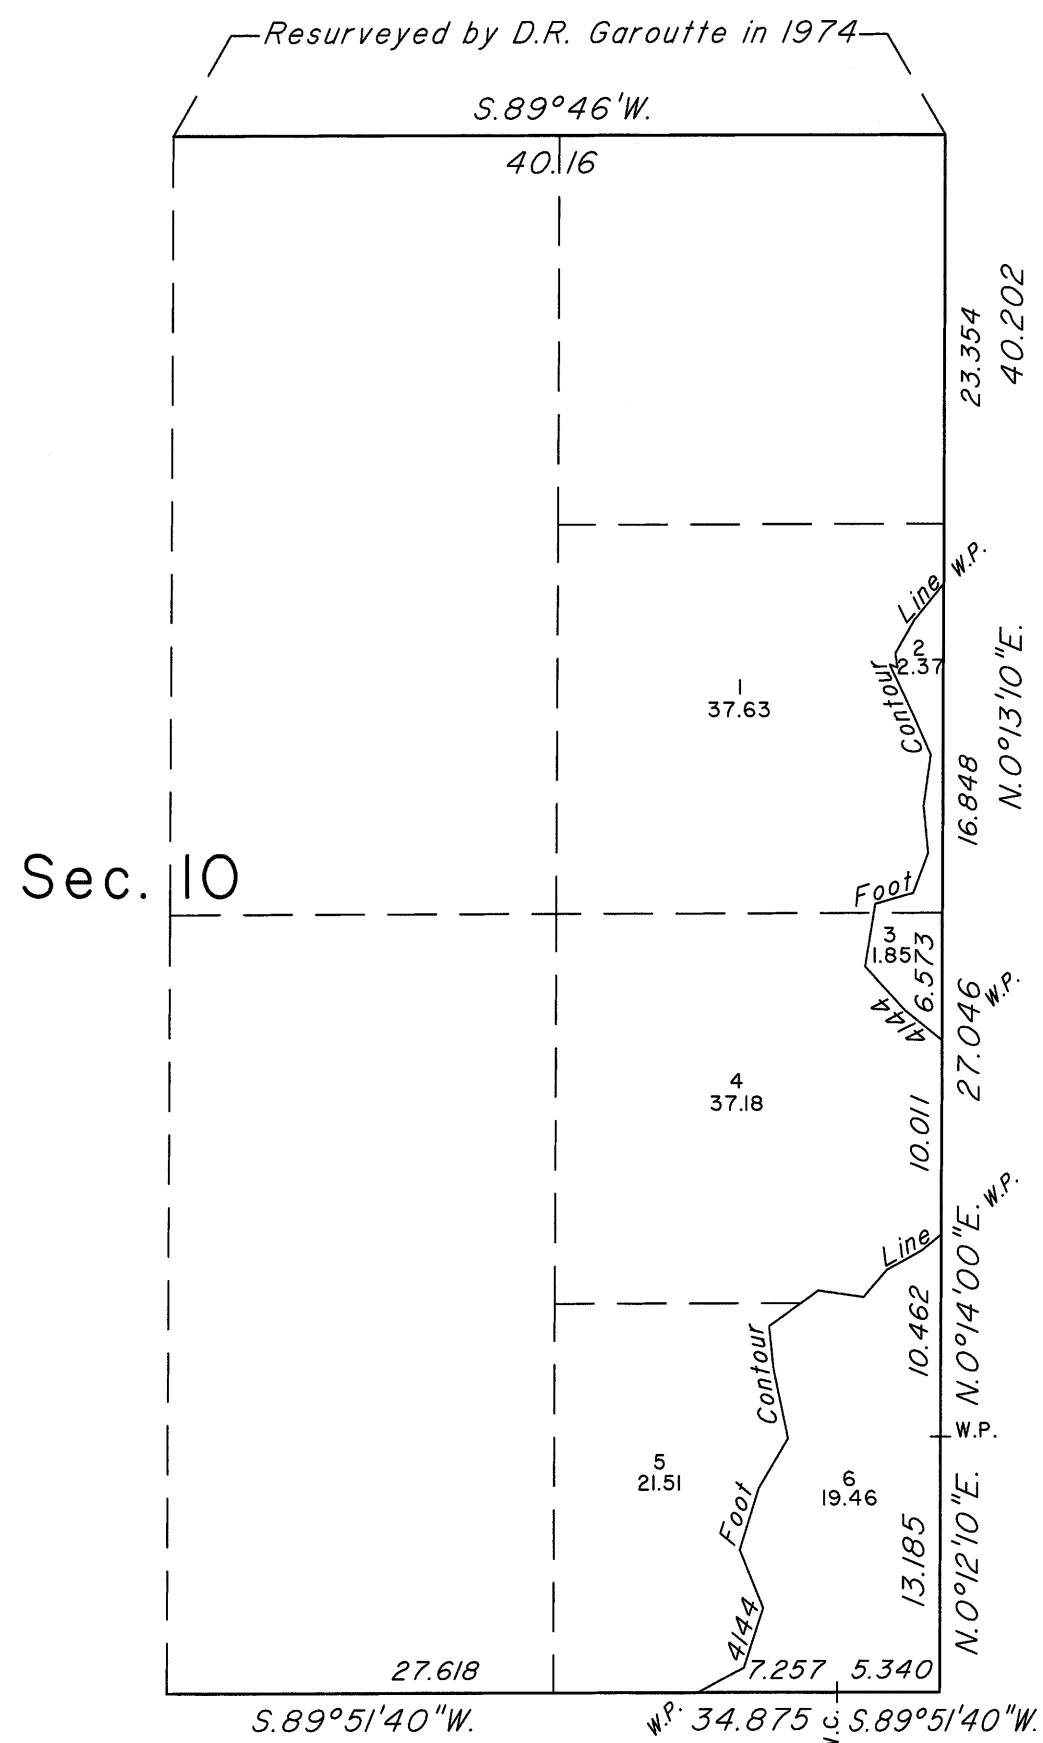 Resurveyed by D.R. Garoutte in 1974
S.89°46'W.
40.16
40.202
23.354
Line W.P.
2
2.37
Contour
1
37.63
N.0°13'10"E.
16.848
Sec. 10
Foot
3
1.85
6.573
4144
W.P.
27.046
4
37.18
10.011
W.P.
Line
N.0°14'00"E.
10.462
Contour
W.P.
5
21.51
6
19.46
Foot
13.185
N.0°12'10"E.
4144
27.618
7.257
5.340
S.89°51'40"W.
W.P.
34.875
S.89°51'40"W.